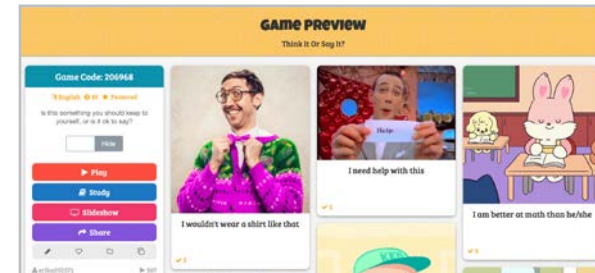 GAME PREVIEW
Think It Or Say It?
Game Code: 206968
English 61 Featured
Is this something you should keep to
yourself, or is it ok to say?
Hide
Play
Study
Slideshow
Share
I wouldn't wear a shirt like that
Help
I need help with this
I am better at math than he/she